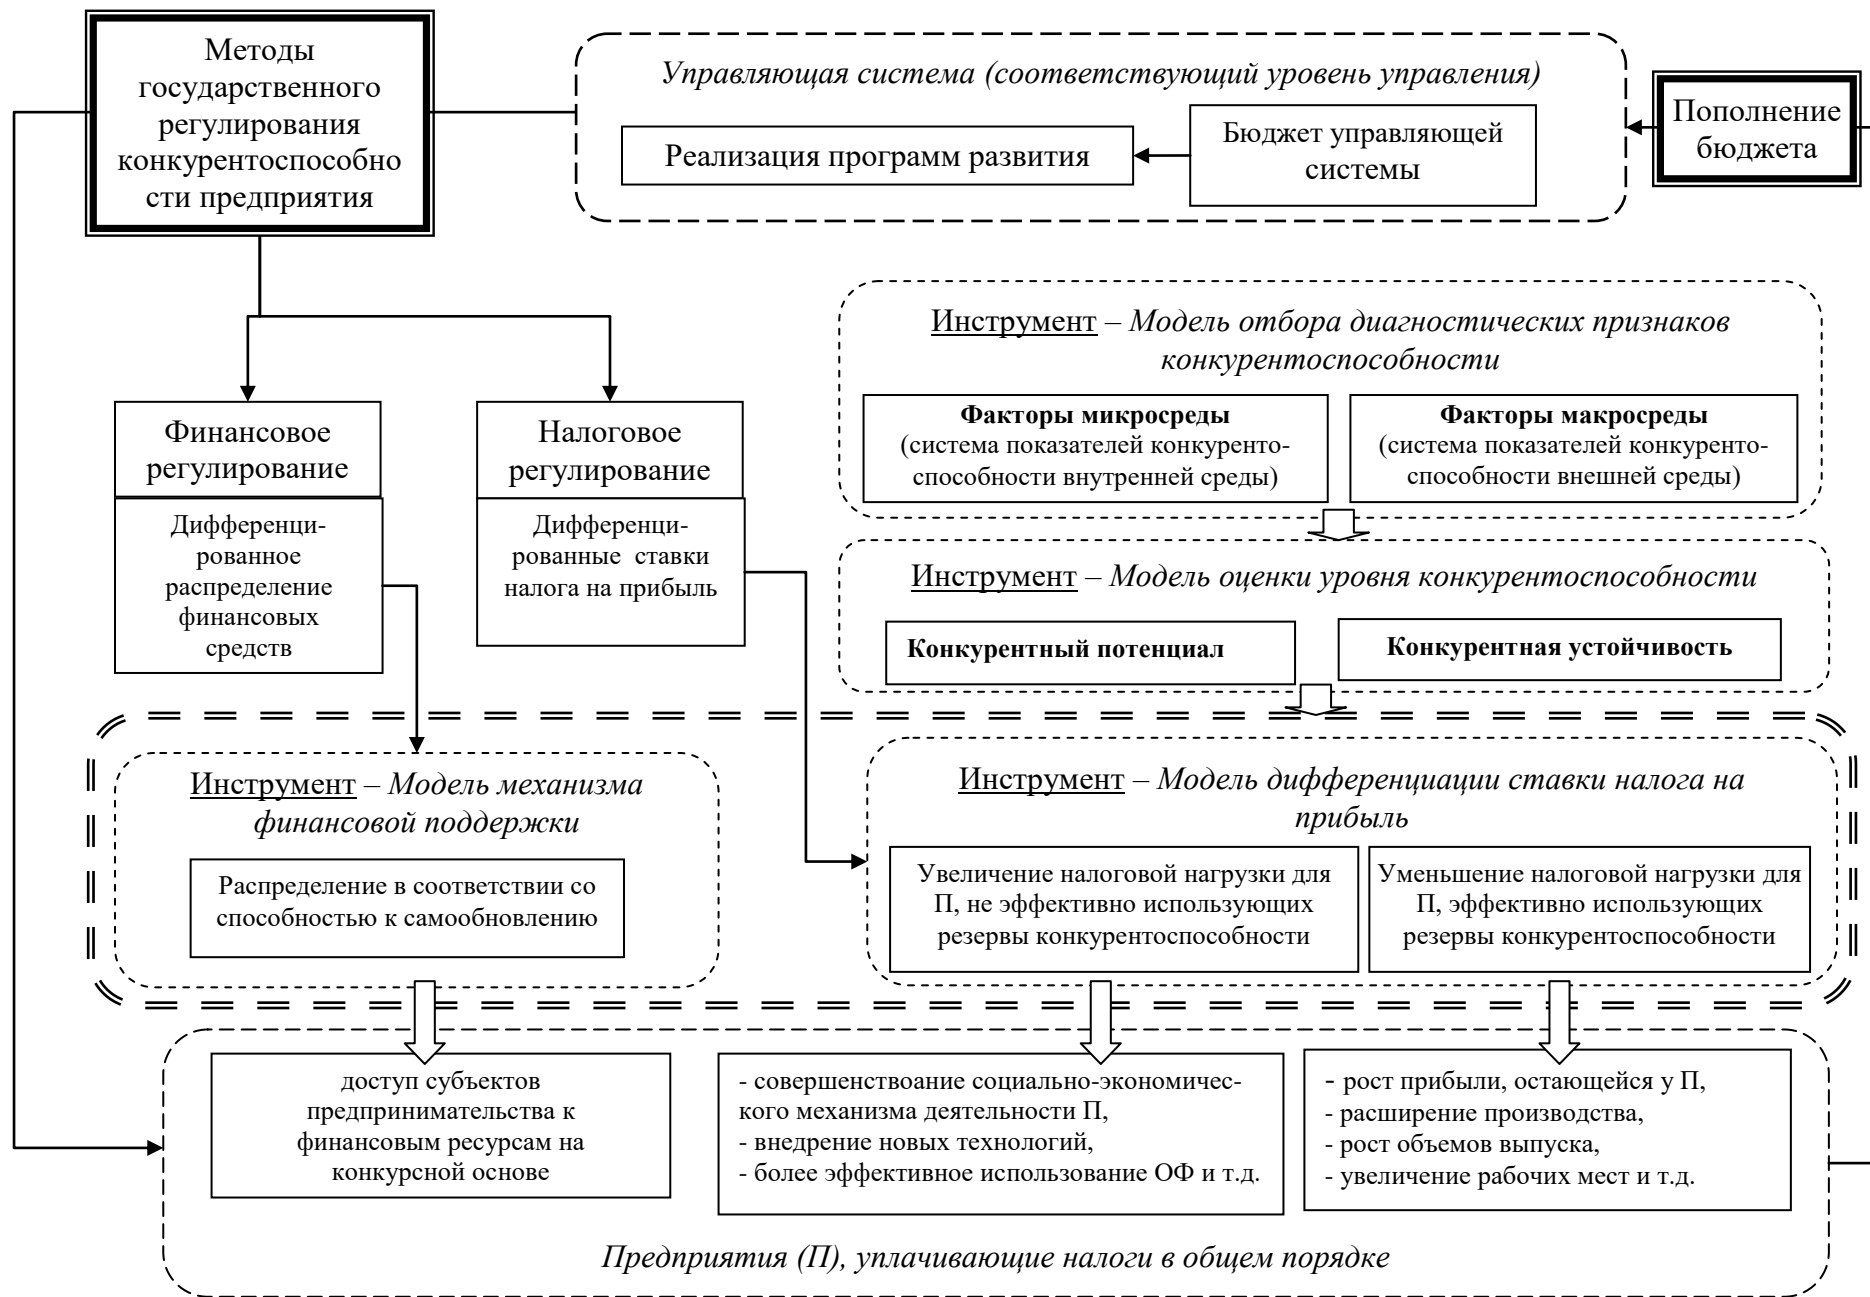 Методы
государственного
регулирования
конкурентоспособно
сти предприятия
Управляющая система (соответствующий уровень управления)
Реализация программ развития
Бюджет управляющей
системы
Пополнение
бюджета
Инструмент – Модель отбора диагностических признаков
конкурентоспособности
Факторы микросреды
(система показателей конкуренто-
способности внутренней среды)
Факторы макросреды
(система показателей конкуренто-
способности внешней среды)
Финансовое
регулирование
Дифференци-
рованное
распределение
финансовых
средств
Налоговое
регулирование
Дифференци-
рованные ставки
налога на прибыль
Инструмент – Модель оценки уровня конкурентоспособности
Конкурентный потенциал
Конкурентная устойчивость
Инструмент – Модель механизма
финансовой поддержки
Распределение в соответствии со
способностью к самообновлению
Инструмент – Модель дифференциации ставки налога на
прибыль
Увеличение налоговой нагрузки для
П, не эффективно использующих
резервы конкурентоспособности
Уменьшение налоговой нагрузки для
П, эффективно использующих
резервы конкурентоспособности
доступ субъектов
предпринимательства к
финансовым ресурсам на
конкурсной основе
- совершенствоание социально-экономичес-
кого механизма деятельности П,
- внедрение новых технологий,
- более эффективное использование ОФ и т.д.
- рост прибыли, остающейся у П,
- расширение производства,
- рост объемов выпуска,
- увеличение рабочих мест и т.д.
Предприятия (П), уплачивающие налоги в общем порядке